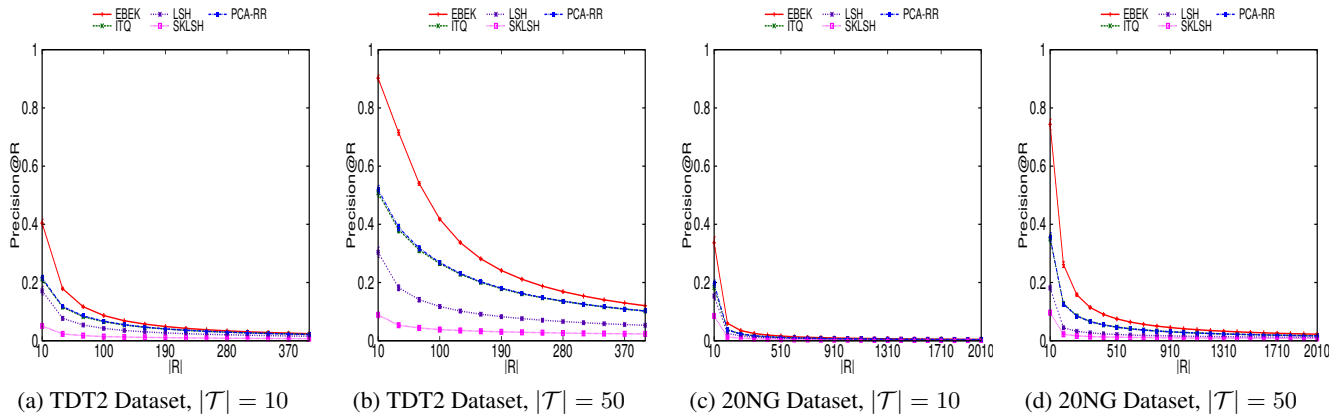 EBEK LSH PCA-RR
ITQ SKLSH
1
0.8
0.6
0.4
0.2
0
Precision@R
10 100 190 280 370
|R|
(a) TDT2 Dataset, |𝒯| = 10
EBEK LSH PCA-RR
ITQ SKLSH
1
0.8
0.6
0.4
0.2
0
Precision@R
10 100 190 280 370
|R|
(b) TDT2 Dataset, |𝒯| = 50
EBEK LSH PCA-RR
ITQ SKLSH
1
0.8
0.6
0.4
0.2
0
Precision@R
10 510 910 1310 1710 2010
|R|
(c) 20NG Dataset, |𝒯| = 10
EBEK LSH PCA-RR
ITQ SKLSH
1
0.8
0.6
0.4
0.2
0
Precision@R
10 510 910 1310 1710 2010
|R|
(d) 20NG Dataset, |𝒯| = 50